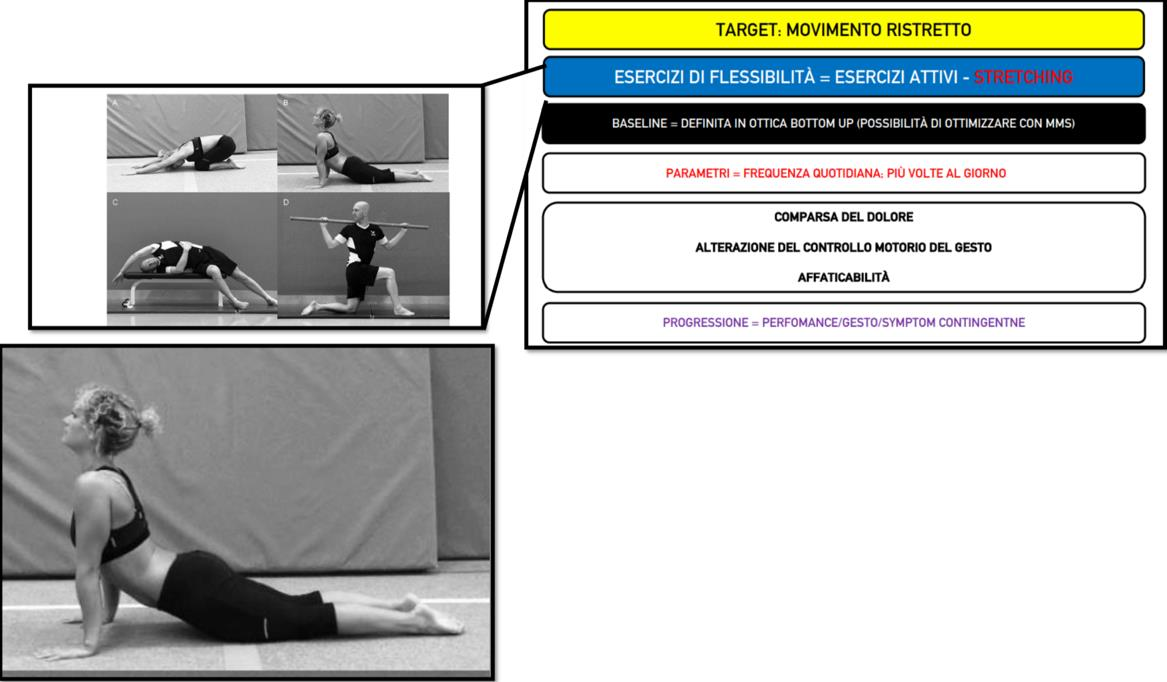 A
B
C
D
TARGET: MOVIMENTO RISTRETTO
ESERCIZI DI FLESSIBILITÀ = ESERCIZI ATTIVI - STRETCHING
BASELINE = DEFINITA IN OTTICA BOTTOM UP (POSSIBILITÀ DI OTTIMIZZARE CON MMS)
PARAMETRI = FREQUENZA QUOTIDIANA; PIÙ VOLTE AL GIORNO
COMPARSA DEL DOLORE
ALTERAZIONE DEL CONTROLLO MOTORIO DEL GESTO
AFFATICABILITÀ
PROGRESSIONE = PERFOMANCE/GESTO/SYMPTOM CONTINGENTNE